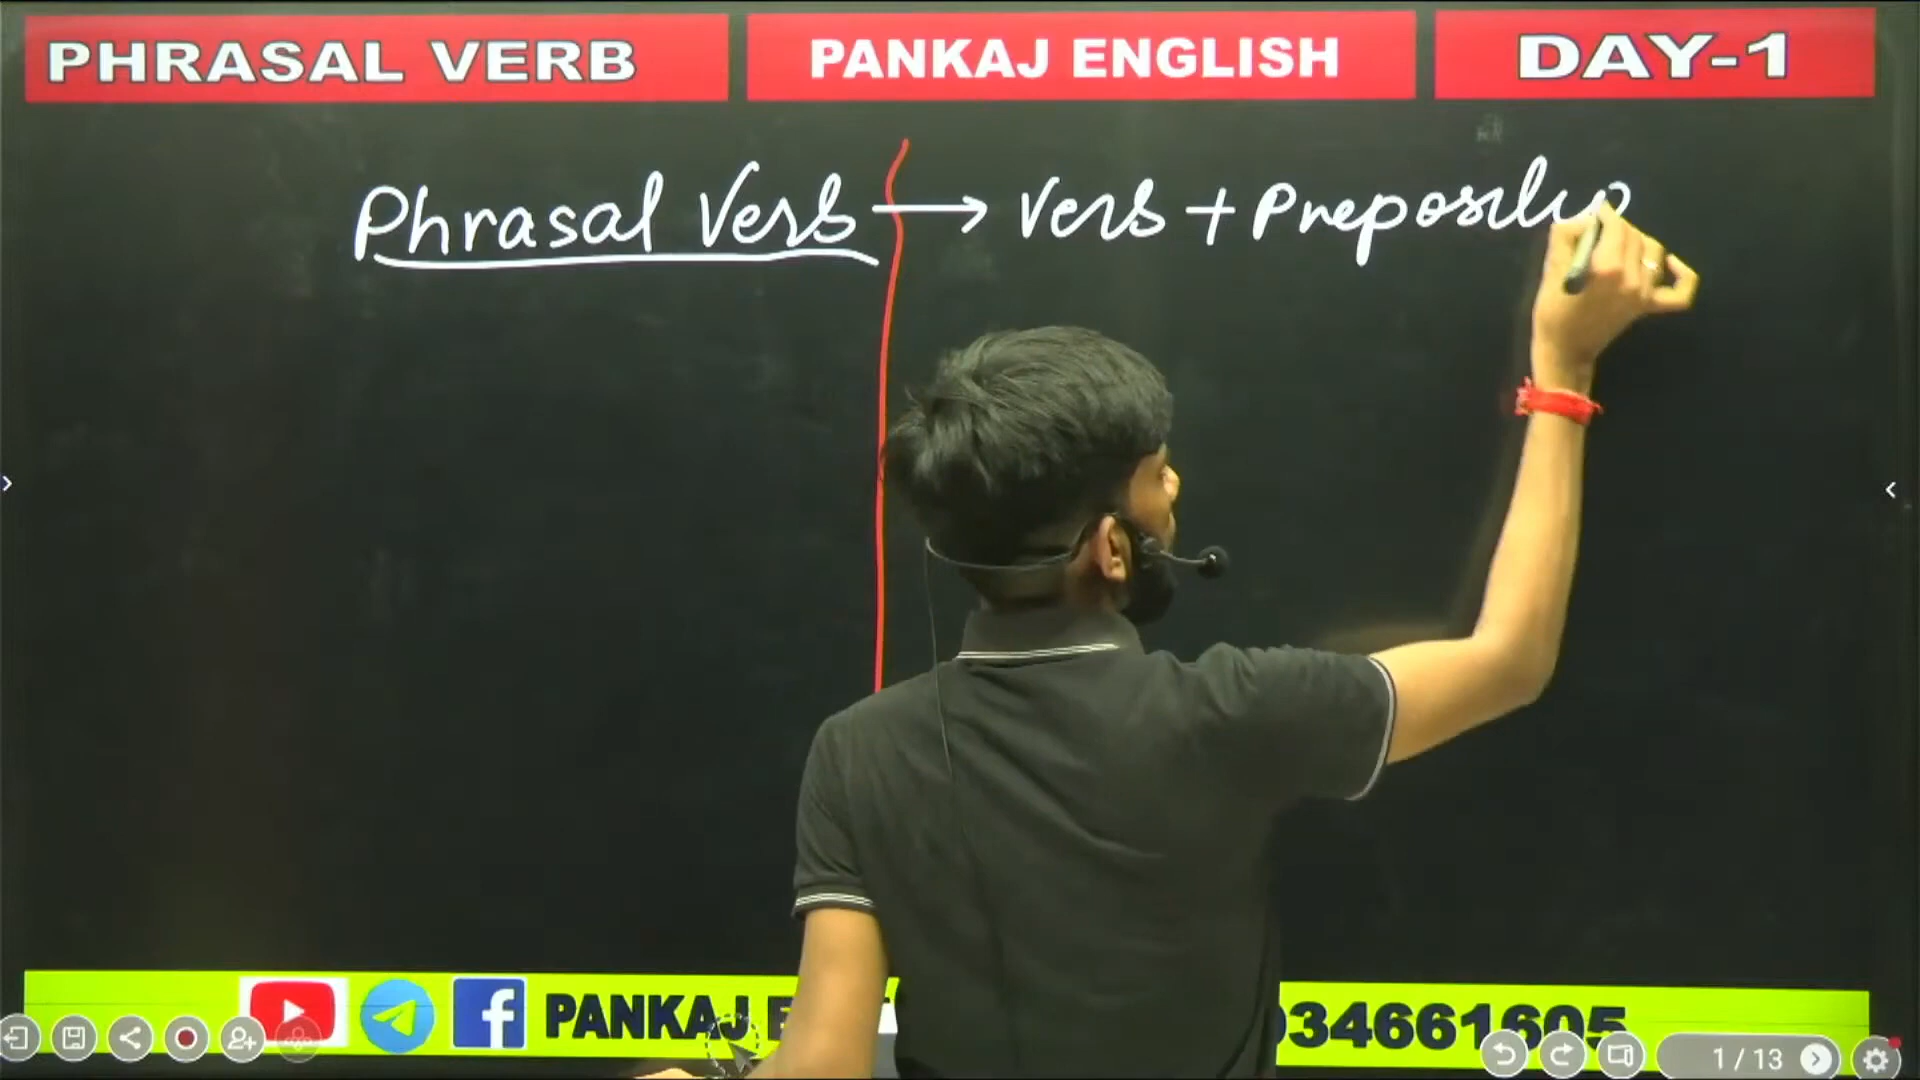 PHRASAL VERB PANKAJ ENGLISH DAY-1
Phrasal Verb → Verb + Prepositio
PANKAJ 34661605
1 / 13